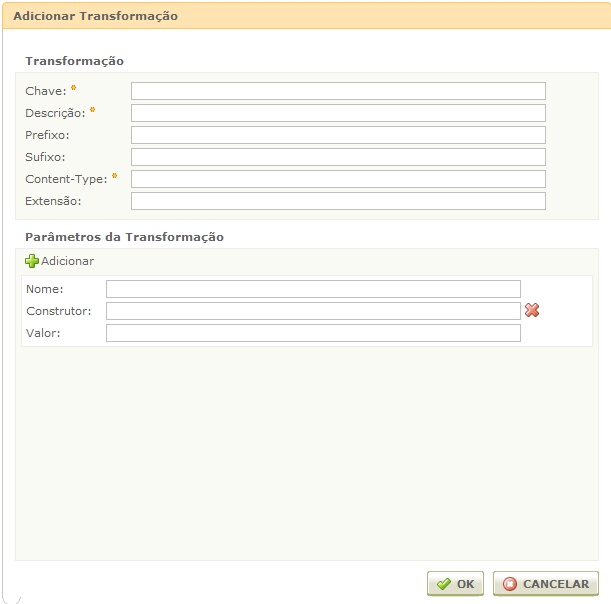 Adicionar Transformação
Transformação
Chave: *
Descrição: *
Prefixo:
Sufixo:
Content-Type: *
Extensão:
Parâmetros da Transformação
Adicionar
Nome:
Construtor:
Valor:
OK CANCELAR